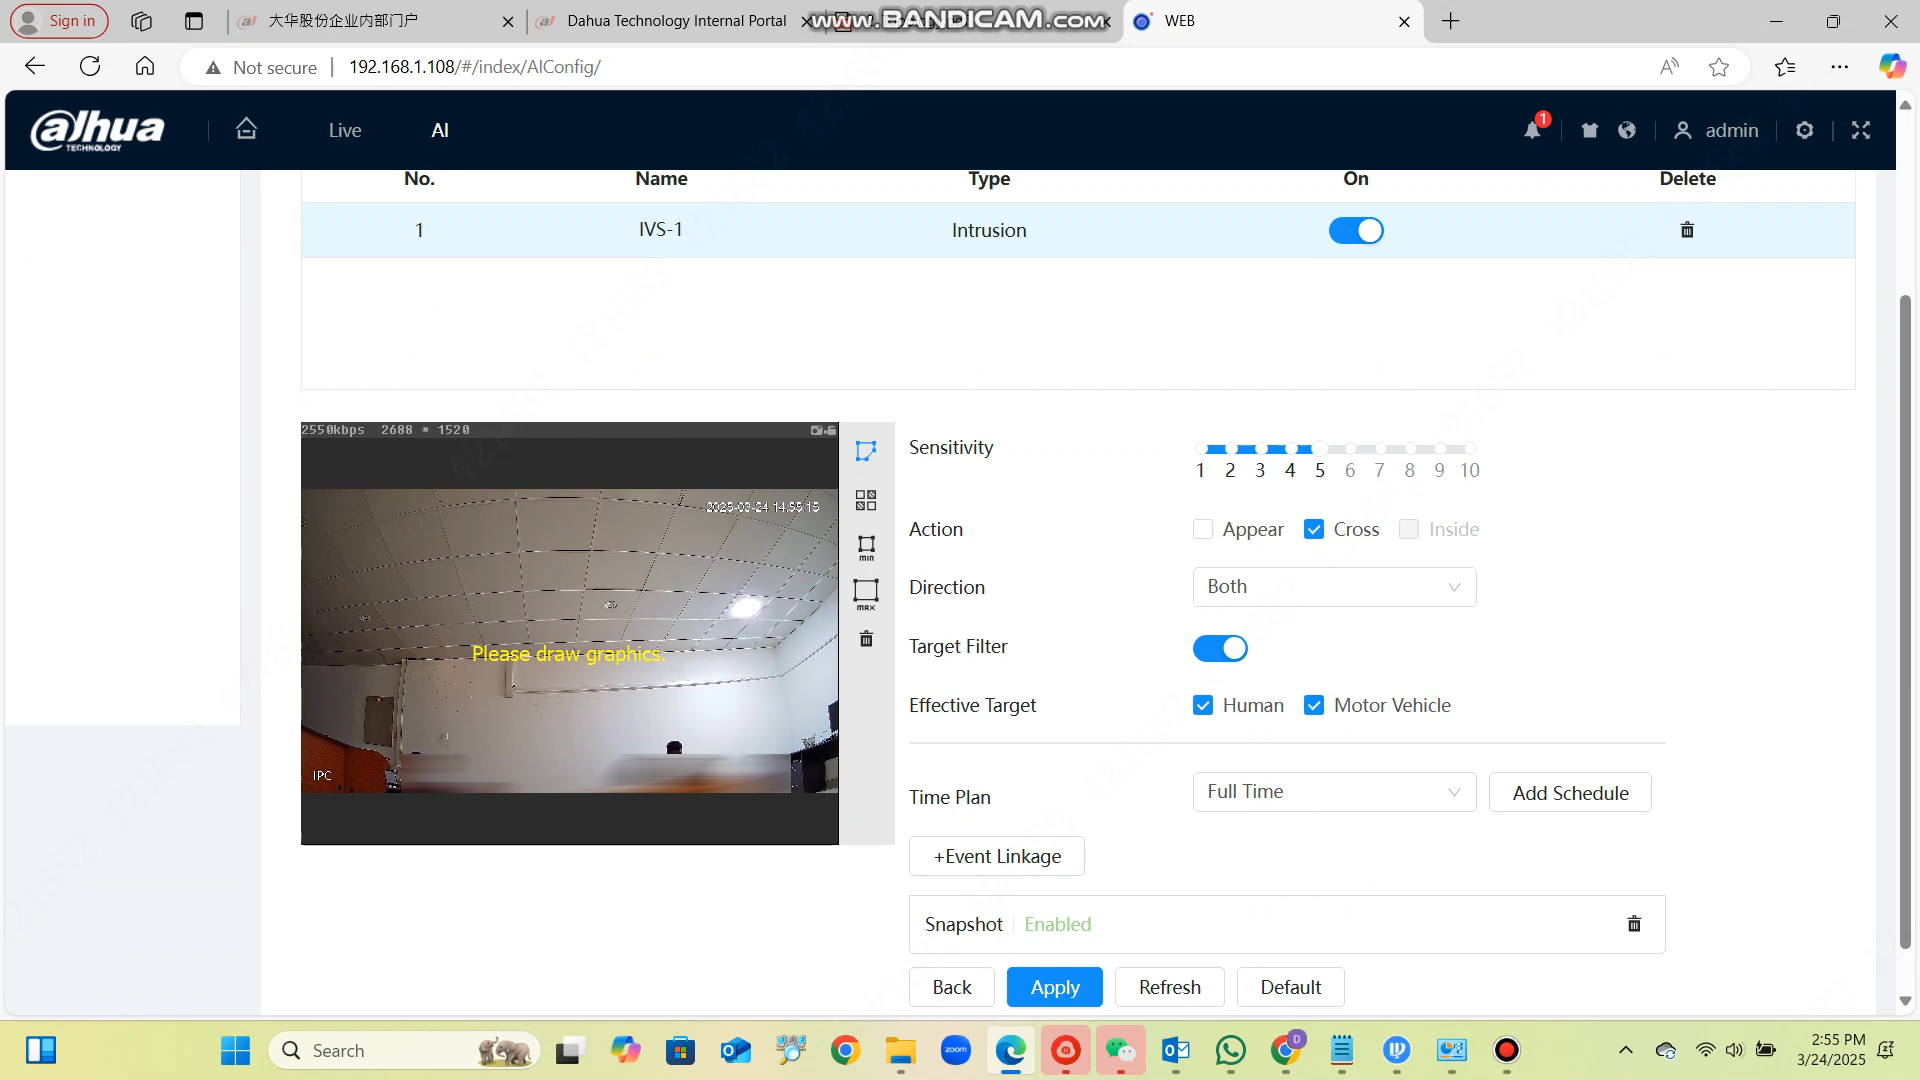 Sign in
大华股份企业内部门户
Dahua Technology Internal Portal
www.BANDICAM.com
WEB
Not secure
192.168.1.108/#/index/AIConfig/
alhua
TECHNOLOGY
Live
AI
1
admin
No.
Name
Type
On
Delete
1
IVS-1
Intrusion
2550kbps 2688 * 1520
2025-03-24 14:55:15
Please draw graphics.
IPC
min
max
Sensitivity
1 2 3 4 5 6 7 8 9 10
Action
Appear
Cross
Inside
Direction
Both
Target Filter
Effective Target
Human
Motor Vehicle
Time Plan
Full Time
Add Schedule
+Event Linkage
Snapshot
Enabled
Back
Apply
Refresh
Default
Search
zoom
D
2:55 PM
3/24/2025